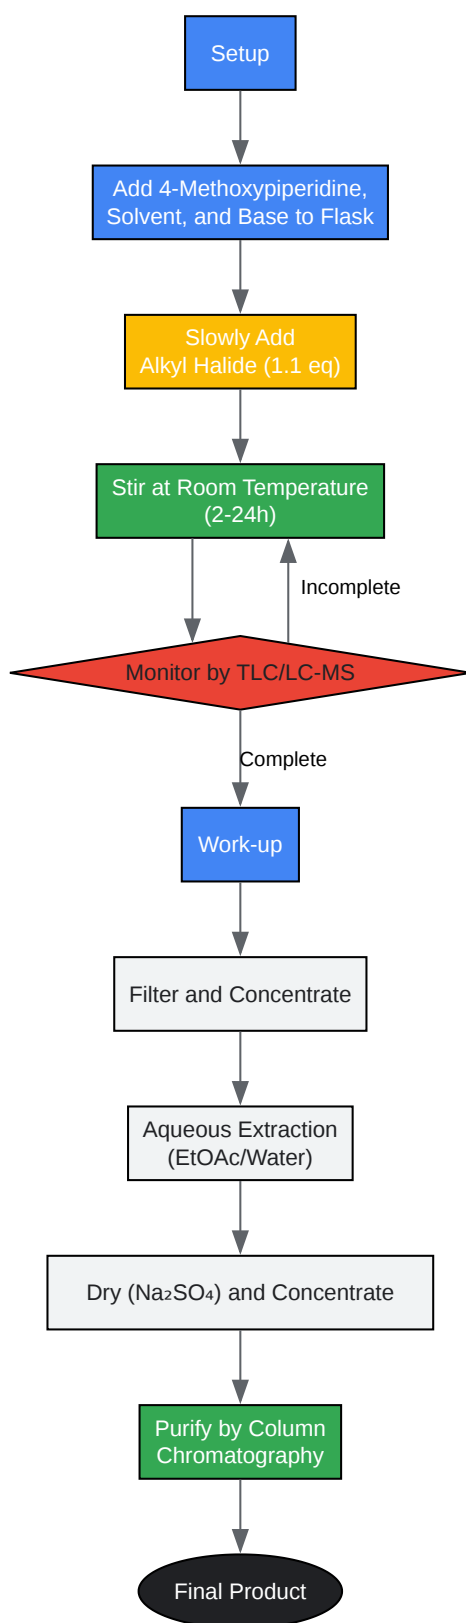 Setup
Add 4-Methoxypiperidine,
Solvent, and Base to Flask
Slowly Add
Alkyl Halide (1.1 eq)
Stir at Room Temperature
(2-24h)
Incomplete
Monitor by TLC/LC-MS
Complete
Work-up
Filter and Concentrate
Aqueous Extraction
(EtOAc/Water)
Dry (Na₂SO₄) and Concentrate
Purify by Column
Chromatography
Final Product